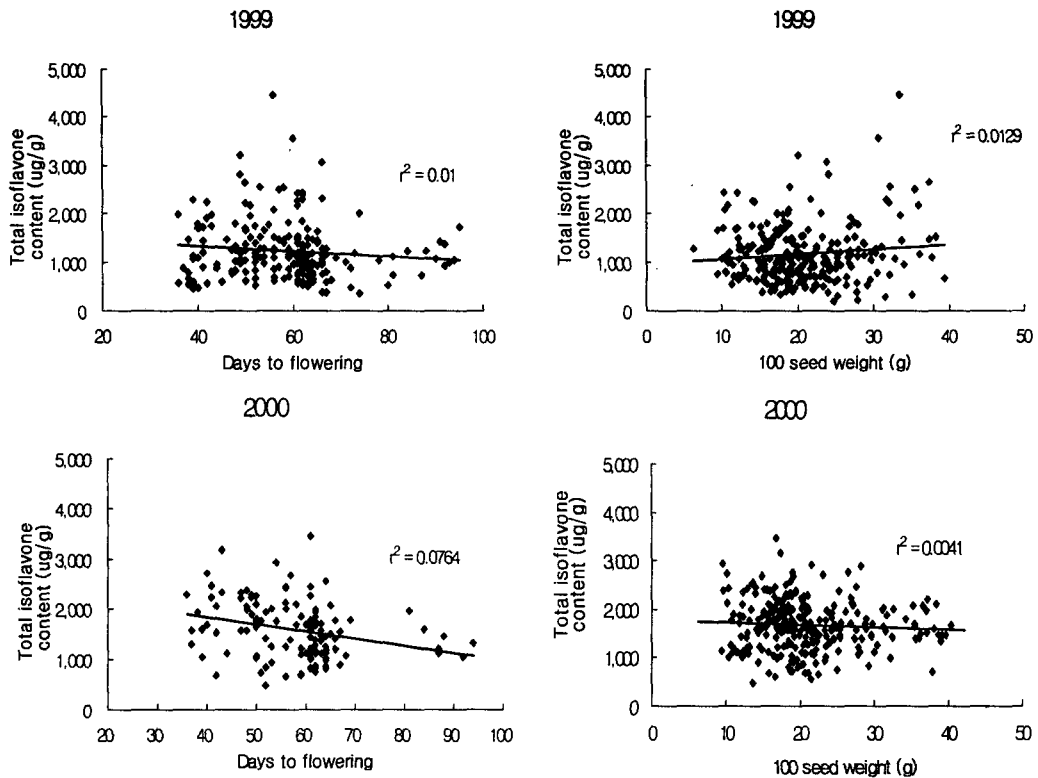 1999
5,000
4,000
3,000
2,000
1,000
0
Total isoflavone
content (ug/g)
r² = 0.01
20 40 60 80 100
Days to flowering
1999
5,000
4,000
3,000
2,000
1,000
0
Total isoflavone
content (ug/g)
r² = 0.0129
0 10 20 30 40 50
100 seed weight (g)
2000
5,000
4,000
3,000
2,000
1,000
0
Total isoflavone
content (ug/g)
r² = 0.0764
20 30 40 50 60 70 80 90 100
Days to flowering
2000
5,000
4,000
3,000
2,000
1,000
0
Total isoflavone
content (ug/g)
r² = 0.0041
0 10 20 30 40 50
100 seed weight (g)